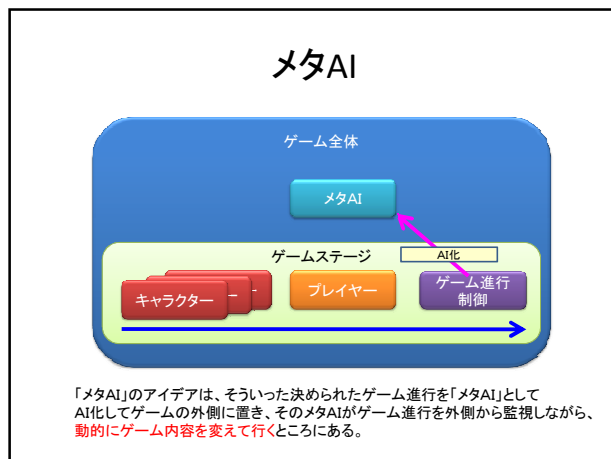 メタAI
ゲーム全体
メタAI
ゲームステージ
AI化
キャラクター
ー
ー
プレイヤー
ゲーム進行
制御
「メタAI」のアイデアは、そういった決められたゲーム進行を「メタAI」として
AI化してゲームの外側に置き、そのメタAIがゲーム進行を外側から監視しながら、
動的にゲーム内容を変えて行くところにある。